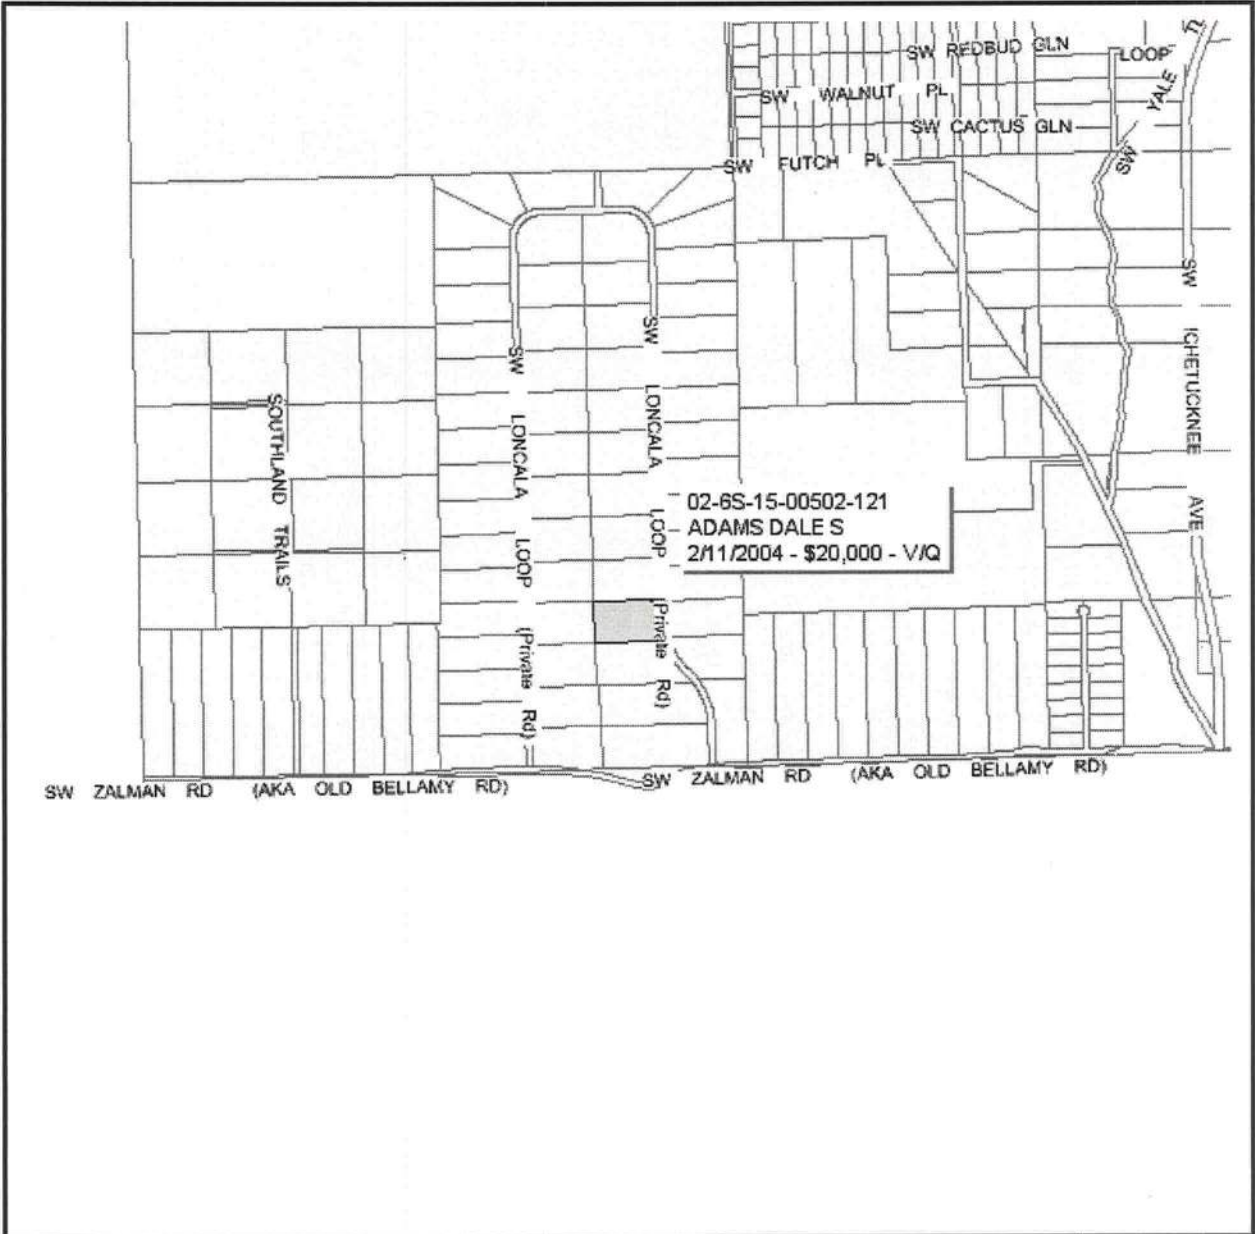 SW REDBUD GLN
LOOP
SW YALE
SW WALNUT PL
SW CACTUS GLN
SW FUTCH PL
SW LONCALA LOOP (Private Rd)
SW LONCALA LOOP (Private Rd)
SOUTHLAND TRAILS
SW ICHETUCKNEE AVE
02-6S-15-00502-121
ADAMS DALE S
2/11/2004 - $20,000 - V/Q
SW ZALMAN RD (AKA OLD BELLAMY RD)
SW ZALMAN RD (AKA OLD BELLAMY RD)